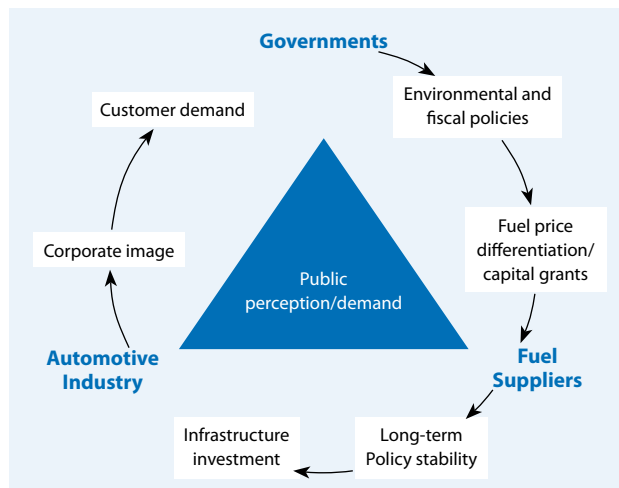 Governments
Environmental and
fiscal policies
Customer demand
Fuel price
differentiation/
capital grants
Corporate image
Public
perception/demand
Automotive
Industry
Fuel
Suppliers
Infrastructure
investment
Long-term
Policy stability